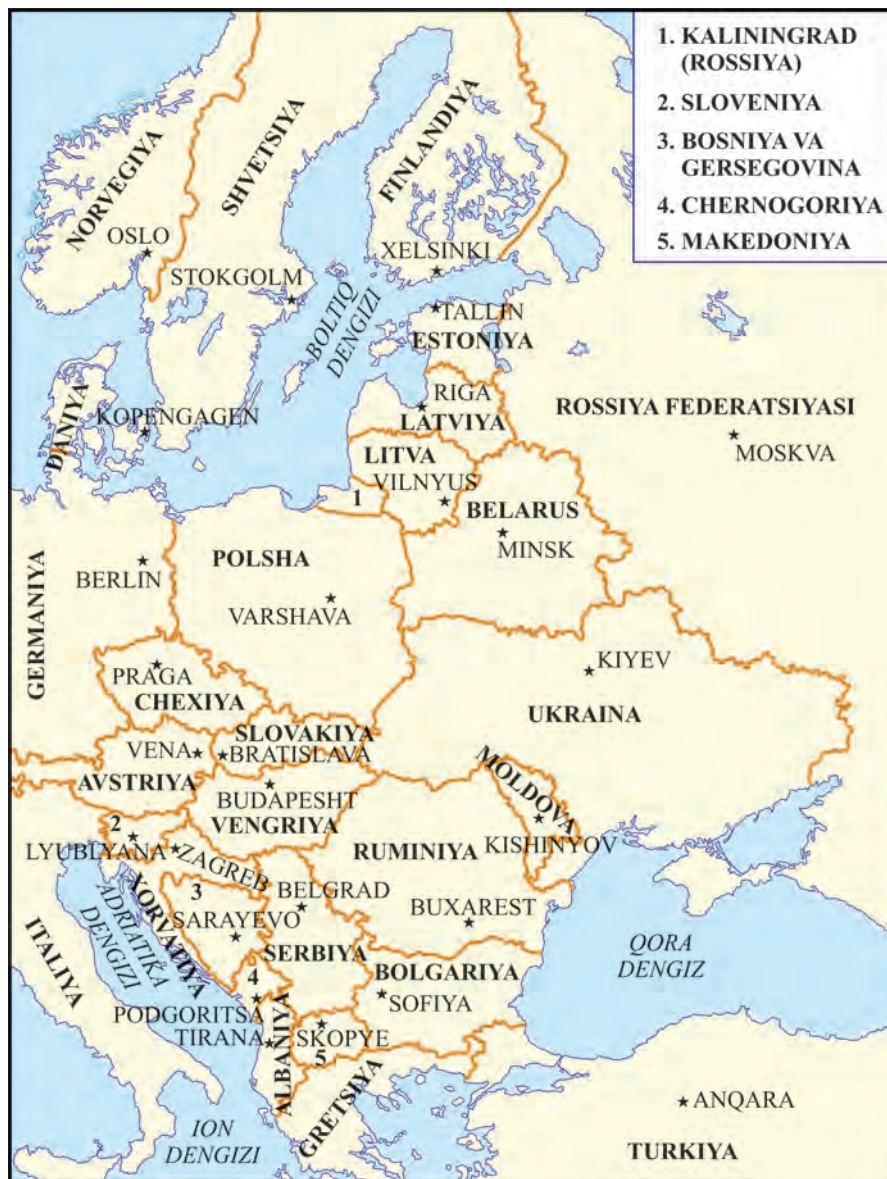 1. KALININGRAD
(ROSSIYA)
2. SLOVENIYA
3. BOSNIYA VA
GERSEGOVINA
4. CHERNOGORIYA
5. MAKEDONIYA
NORVEGIYA
SHVETSIYA
FINLANDIYA
OSLO
XELSINKI
STOKGOLM
BOLTIQ
DENGIZI
TALLIN
ESTONIYA
DANIYA
KOPENGAGEN
RIGA
LATVIYA
ROSSIYA FEDERATSIYASI
MOSKVA
LITVA
VILNYUS
1
BELARUS
MINSK
GERMANIYA
BERLIN
POLSHA
VARSHAVA
PRAGA
CHEXIYA
KIYEV
UKRAINA
SLOVAKIYA
VENA
BRATISLAVA
AVSTRIYA
BUDAPESHT
VENGRIYA
MOLDOVA
KISHINYOV
2
LYUBLYANA
ZAGREB
RUMINIYA
3
XORVATIYA
BELGRAD
SARAYEVO
BUXAREST
ITALIYA
ADRIATIKA
DENGIZI
SERBIYA
QORA
DENGIZ
4
BOLGARIYA
SOFIYA
PODGORITSA
TIRANA
ALBANIYA
SKOPYE
5
GRETSIYA
ANQARA
ION
DENGIZI
TURKIYA